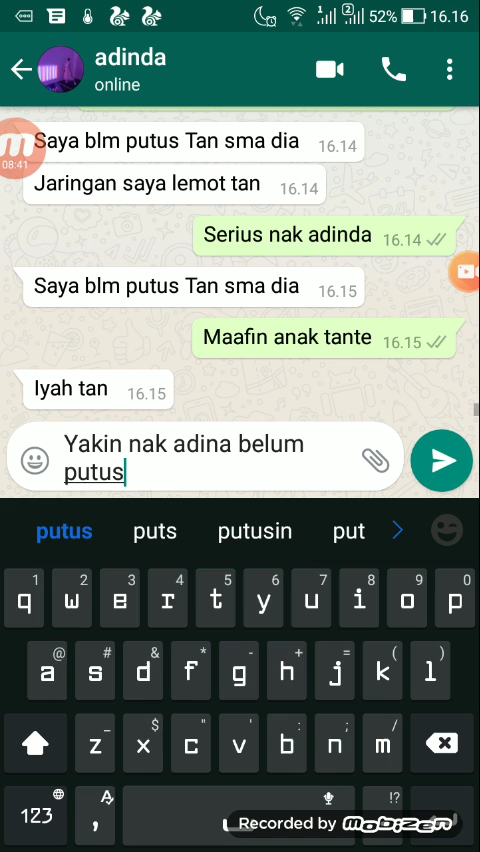 52% 16.16
adinda
online
Saya blm putus Tan sma dia 16.14
08:41
Jaringan saya lemot tan 16.14
Serius nak adinda 16.14
Saya blm putus Tan sma dia 16.15
Maafin anak tante 16.15
Iyah tan 16.15
Yakin nak adina belum
putus
putus puts putusin put
1 2 3 4 5 6 7 8 9 0
q w e r t y u i o p
@ # & * - + = ( )
a s d f g h j k l
_ $ " ' : ; /
z x c v b n m
123 , !?
Recorded by mobizen